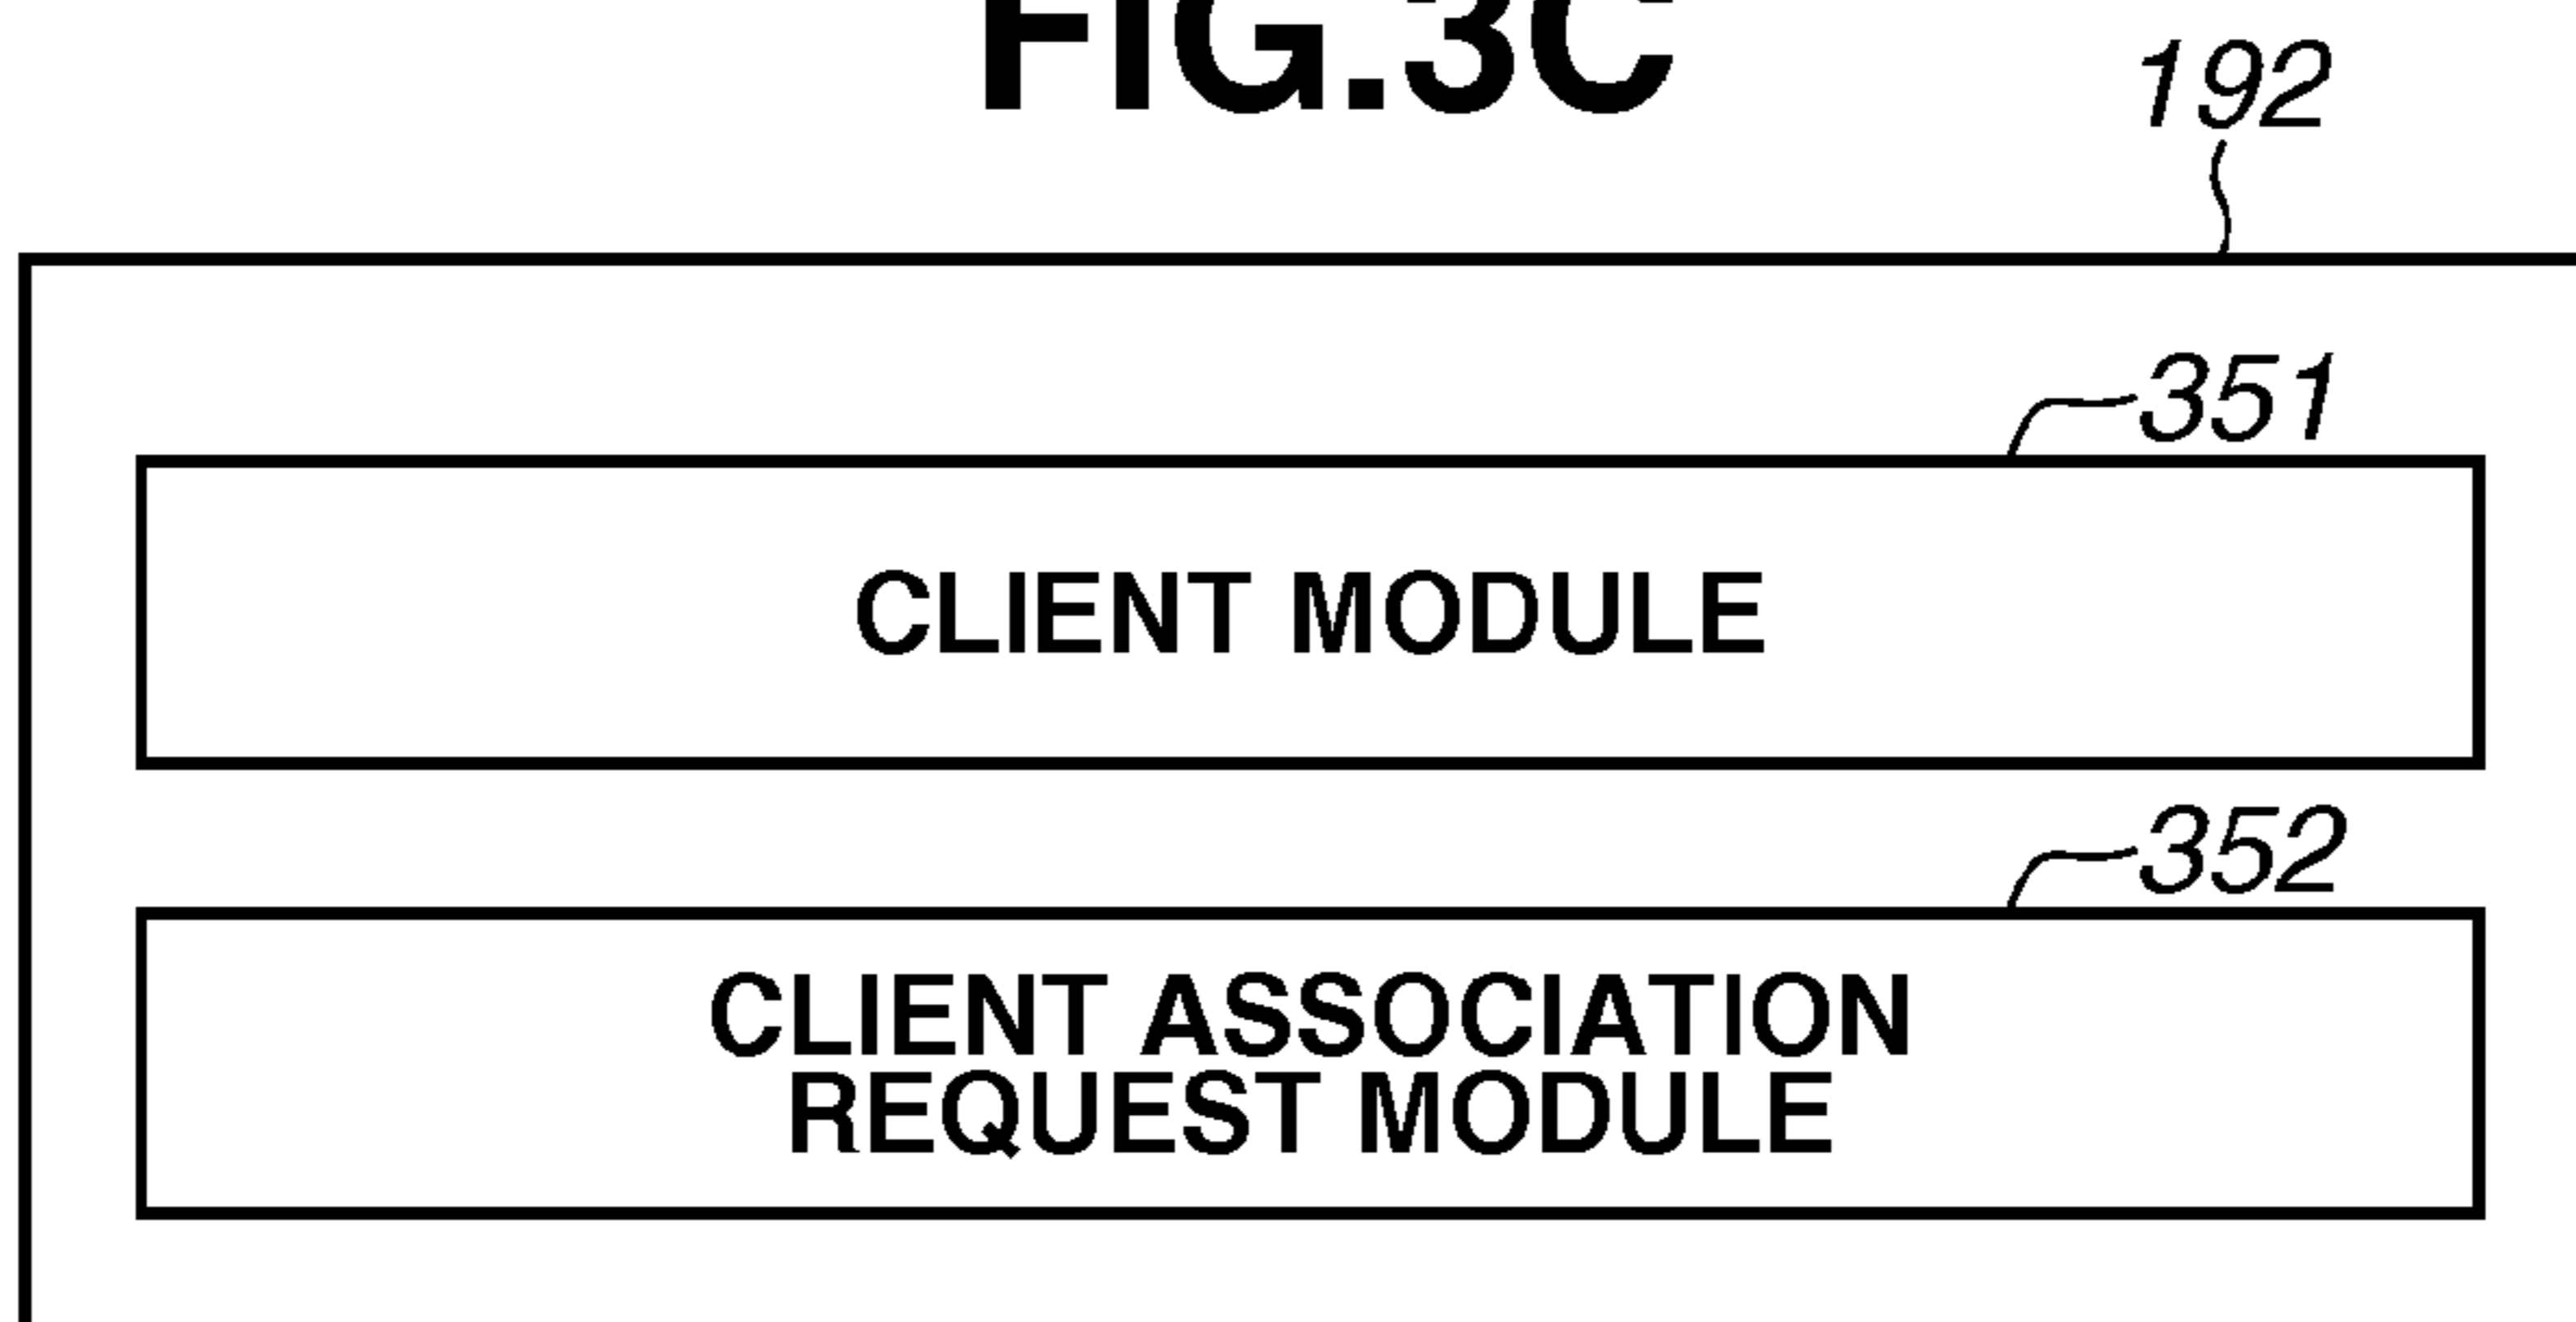 FIG.3C
192
351
CLIENT MODULE
352
CLIENT ASSOCIATION
REQUEST MODULE